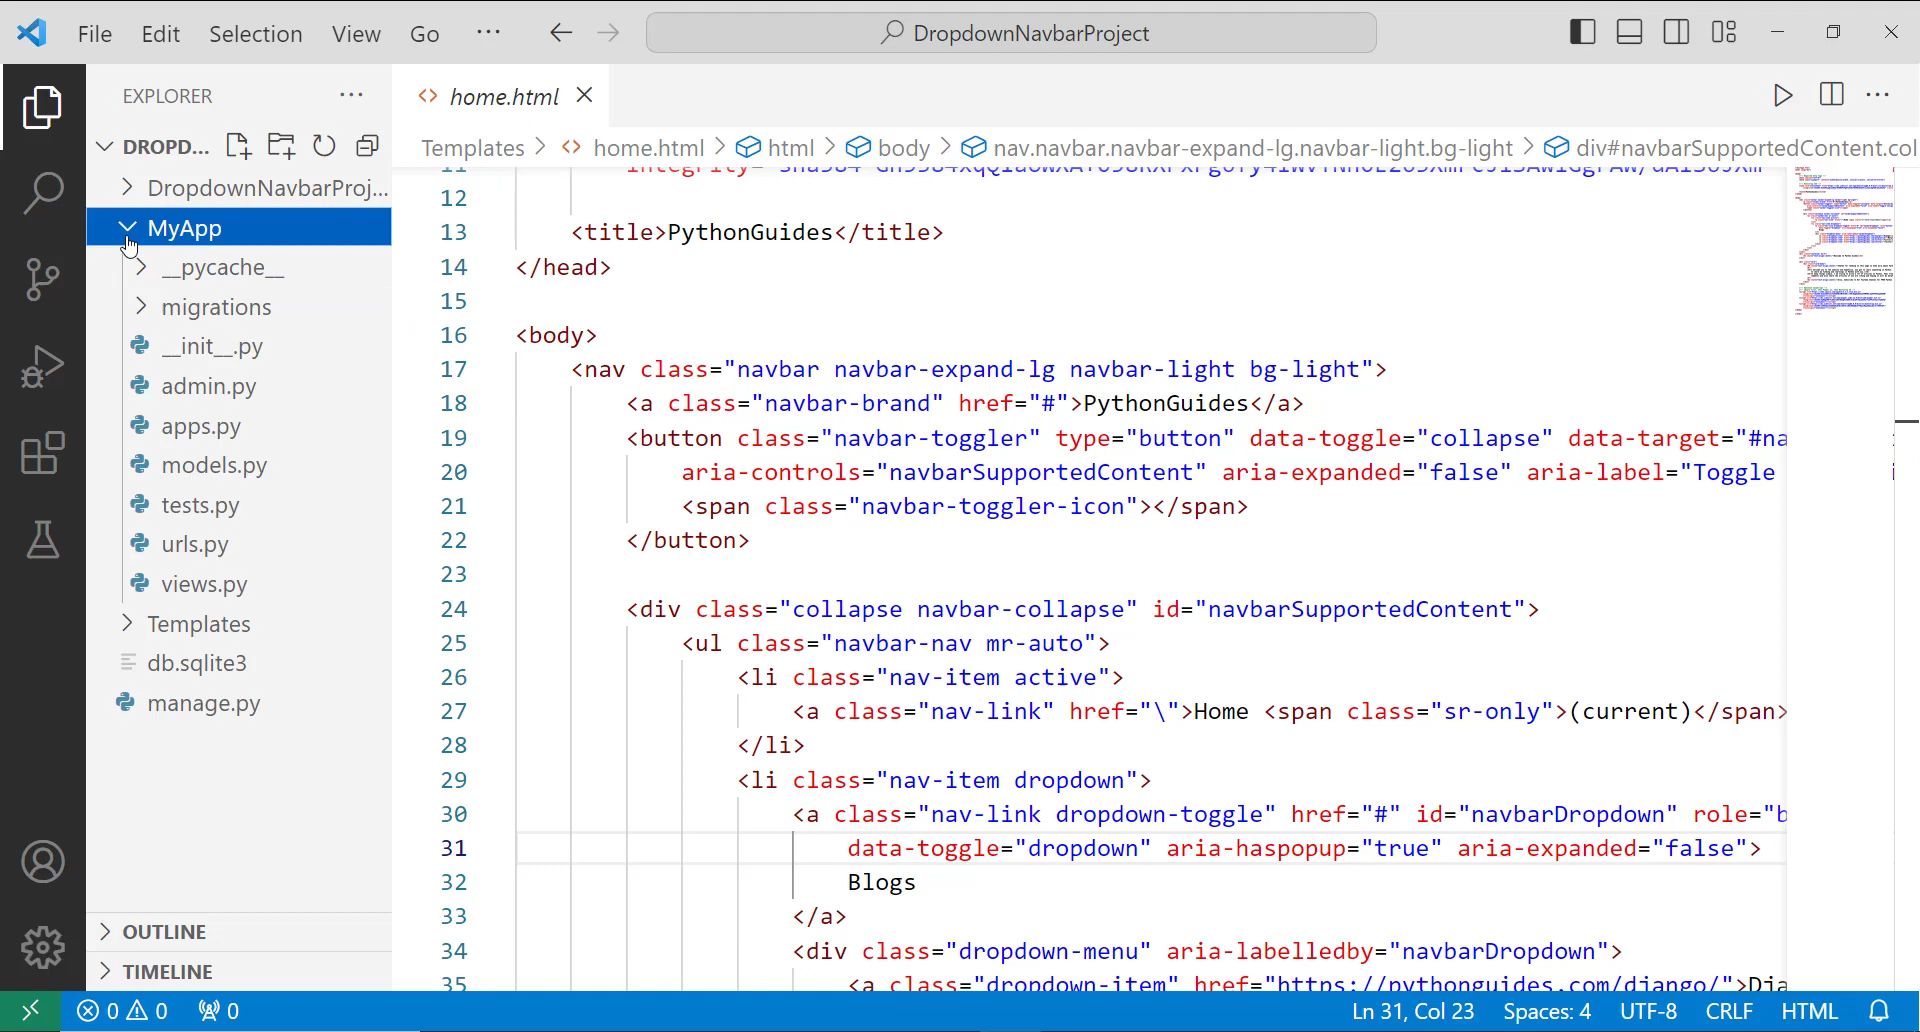 File Edit Selection View Go ··· DropdownNavbarProject
EXPLORER ···
DROPD...
DropdownNavbarProj...
MyApp
__pycache__
migrations
__init__.py
admin.py
apps.py
models.py
tests.py
urls.py
views.py
Templates
db.sqlite3
manage.py
OUTLINE
TIMELINE
home.html
Templates > home.html > html > body > nav.navbar.navbar-expand-lg.navbar-light.bg-light > div#navbarSupportedContent.col
12
13 <title>PythonGuides</title>
14 </head>
15
16 <body>
17 <nav class="navbar navbar-expand-lg navbar-light bg-light">
18 <a class="navbar-brand" href="#">PythonGuides</a>
19 <button class="navbar-toggler" type="button" data-toggle="collapse" data-target="#na
20 aria-controls="navbarSupportedContent" aria-expanded="false" aria-label="Toggle
21 <span class="navbar-toggler-icon"></span>
22 </button>
23
24 <div class="collapse navbar-collapse" id="navbarSupportedContent">
25 <ul class="navbar-nav mr-auto">
26 <li class="nav-item active">
27 <a class="nav-link" href="\">Home <span class="sr-only">(current)</span>
28 </li>
29 <li class="nav-item dropdown">
30 <a class="nav-link dropdown-toggle" href="#" id="navbarDropdown" role="b
31 data-toggle="dropdown" aria-haspopup="true" aria-expanded="false">
32 Blogs
33 </a>
34 <div class="dropdown-menu" aria-labelledby="navbarDropdown">
35 <a class="dropdown-item" href="https://pythonguides.com/django/">Dja
0 0 0 Ln 31, Col 23 Spaces: 4 UTF-8 CRLF HTML